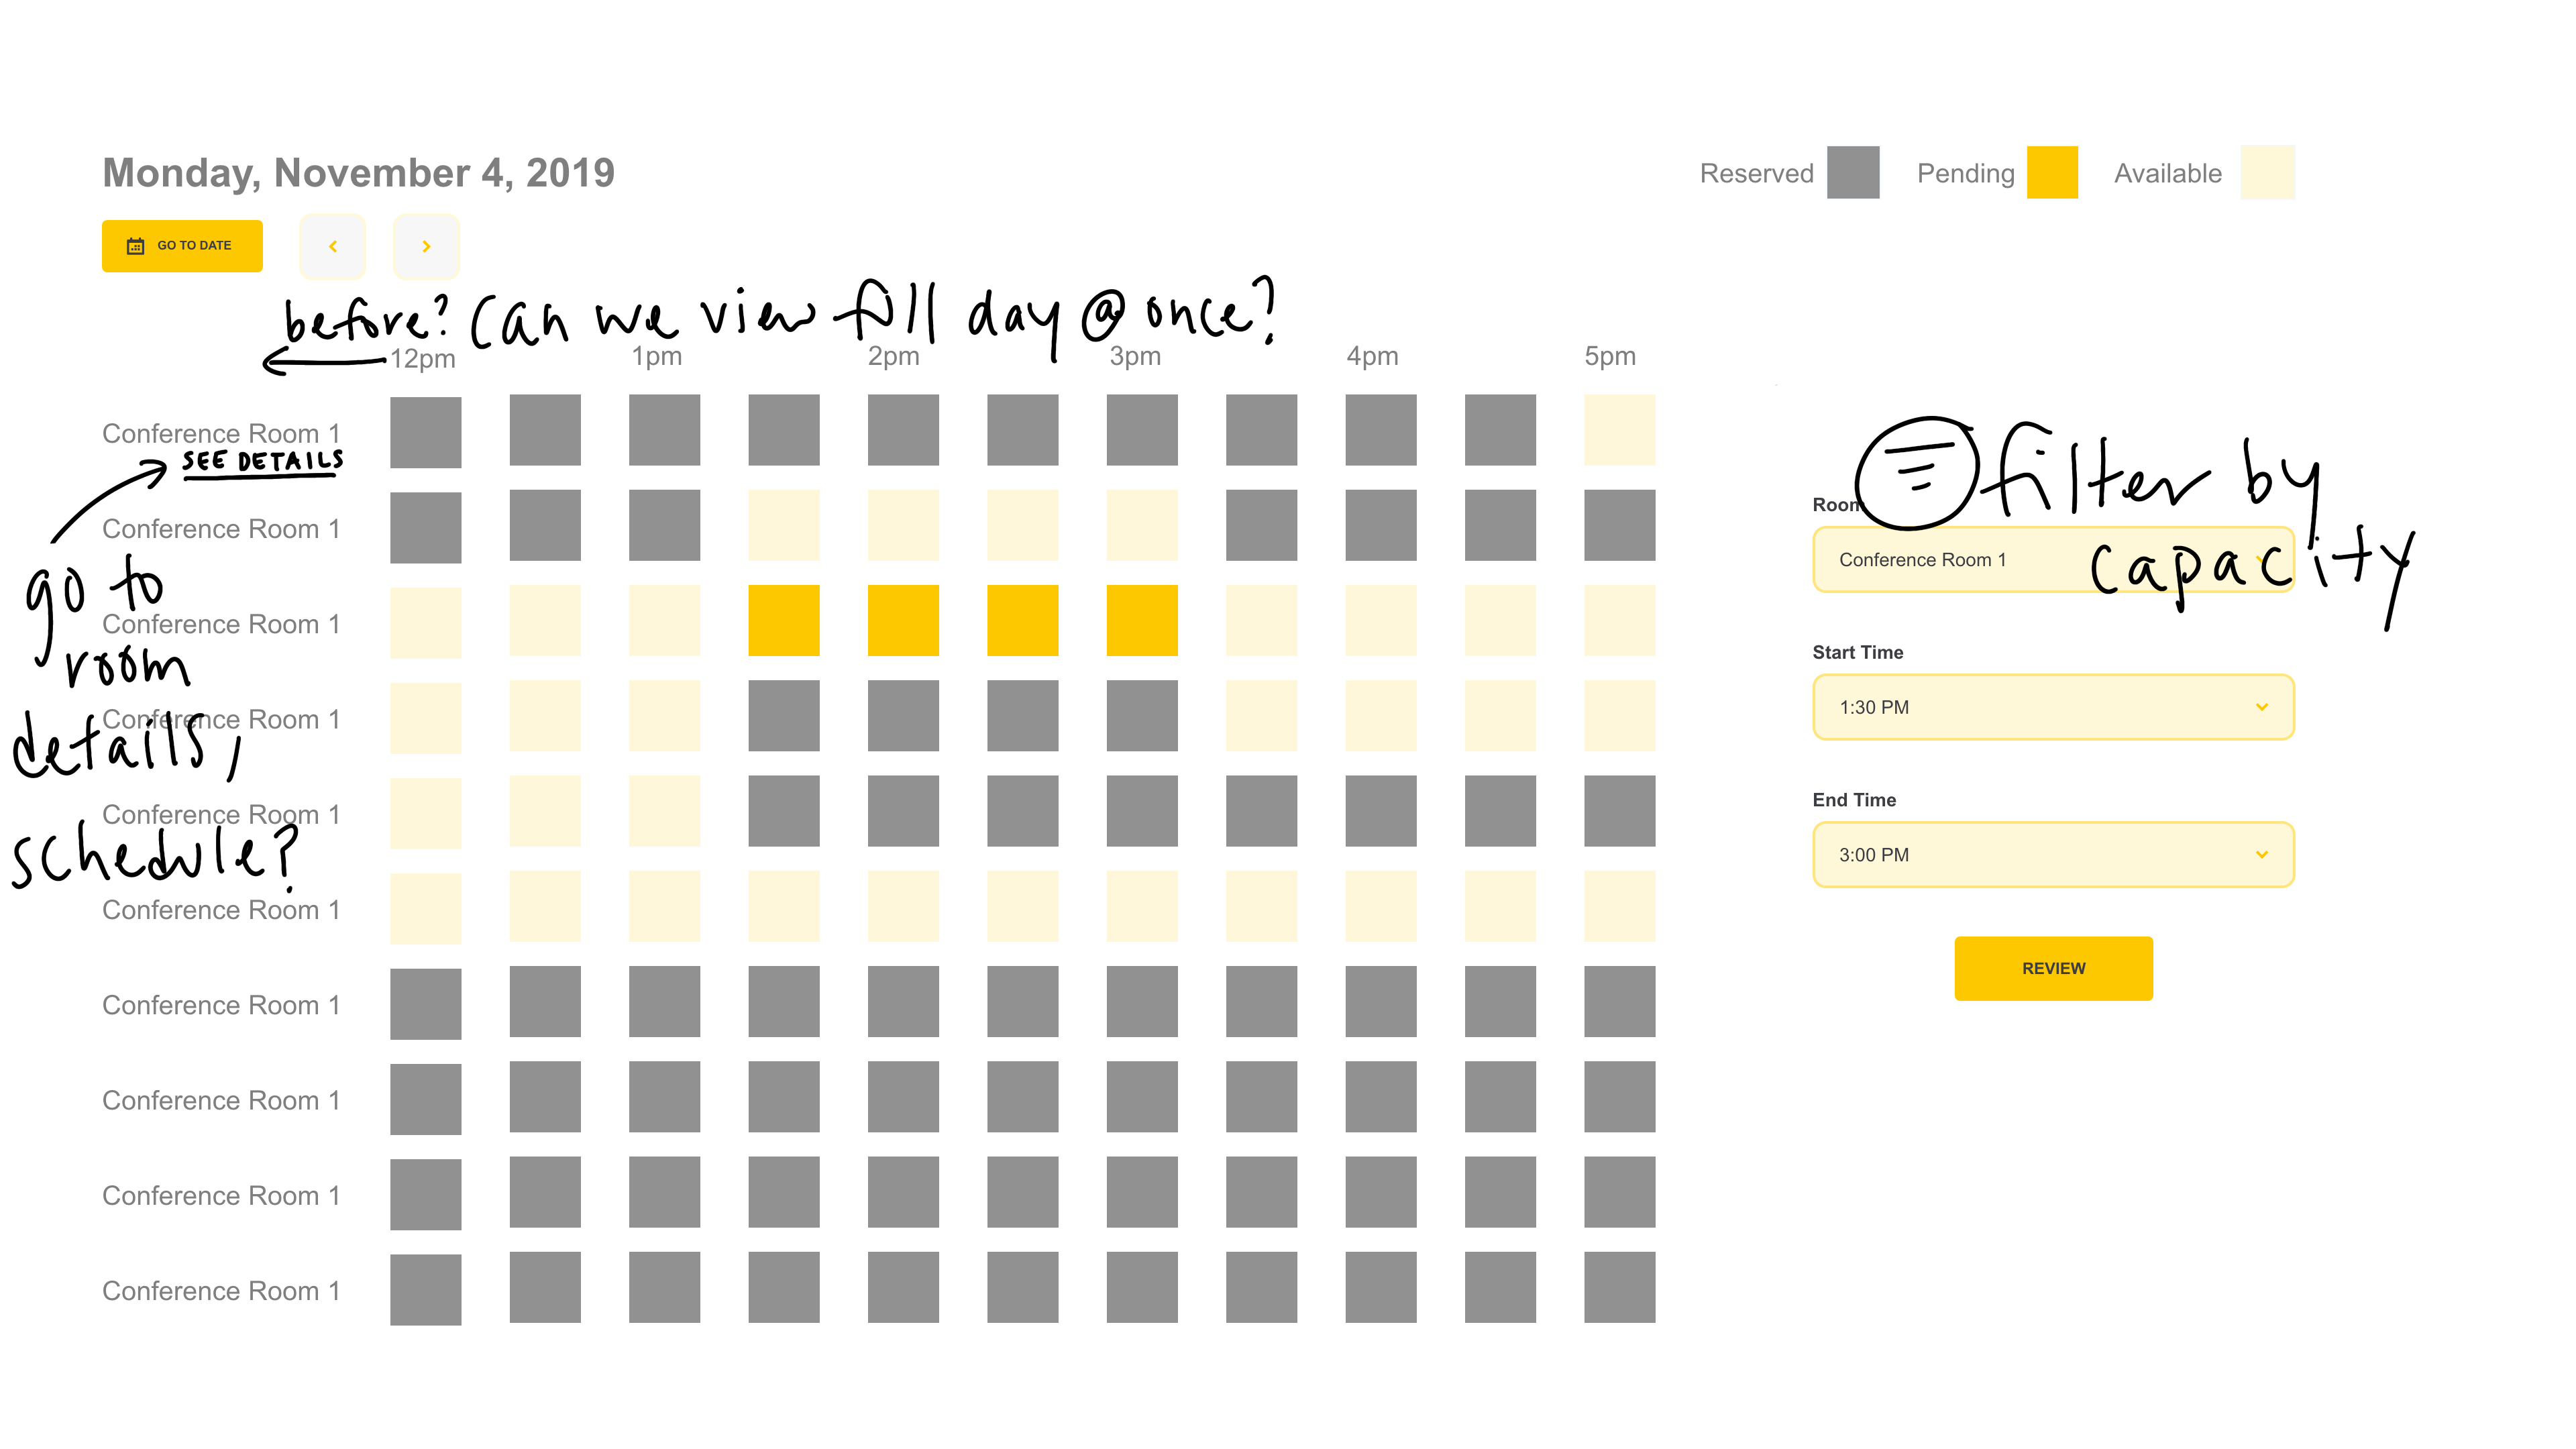 Monday, November 4, 2019
Reserved Pending Available
GO TO DATE
before? Can we view full day @ once?
12pm 1pm 2pm 3pm 4pm 5pm
Conference Room 1
SEE DETAILS
Conference Room 1
Conference Room 1
Conference Room 1
Conference Room 1
Conference Room 1
Conference Room 1
Conference Room 1
Conference Room 1
Conference Room 1
go to
room
details,
schedule?
filter by
capacity
Room
Conference Room 1
Start Time
1:30 PM
End Time
3:00 PM
REVIEW